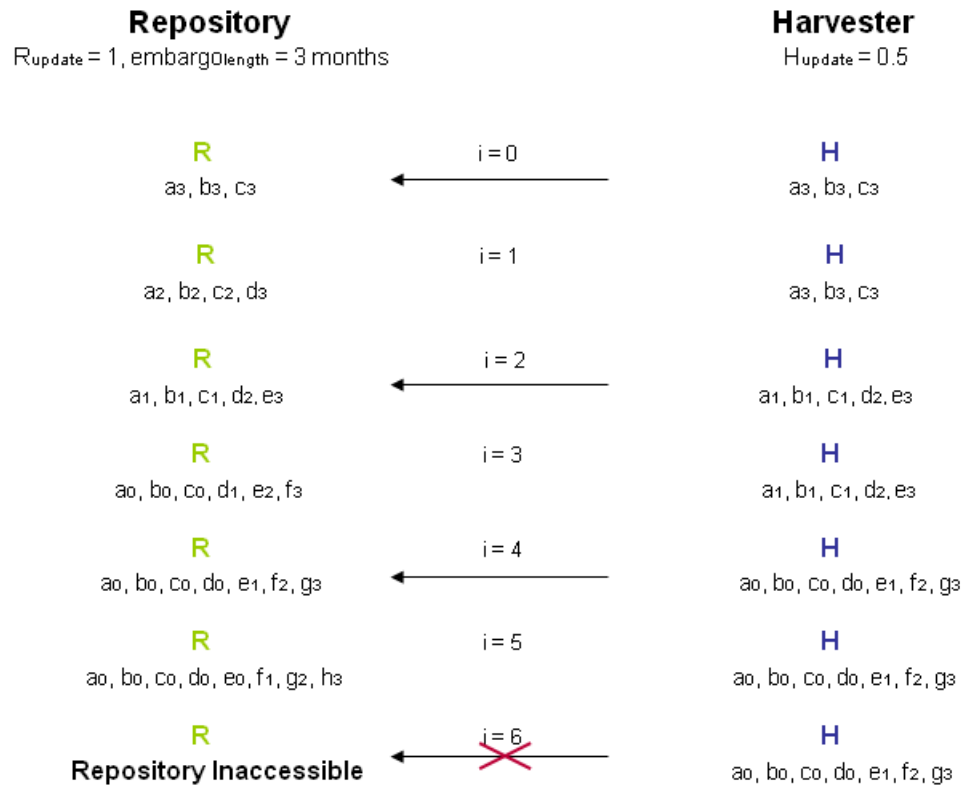 Repository Harvester
Rupdate = 1, embargolength = 3 months Hupdate = 0.5
R i = 0 H
a3, b3, c3 a3, b3, c3
R i = 1 H
a2, b2, c2, d3 a3, b3, c3
R i = 2 H
a1, b1, c1, d2, e3 a1, b1, c1, d2, e3
R i = 3 H
a0, b0, c0, d1, e2, f3 a1, b1, c1, d2, e3
R i = 4 H
a0, b0, c0, d0, e1, f2, g3 a0, b0, c0, d0, e1, f2, g3
R i = 5 H
a0, b0, c0, d0, e0, f1, g2, h3 a0, b0, c0, d0, e1, f2, g3
R i = 6 H
Repository Inaccessible a0, b0, c0, d0, e1, f2, g3